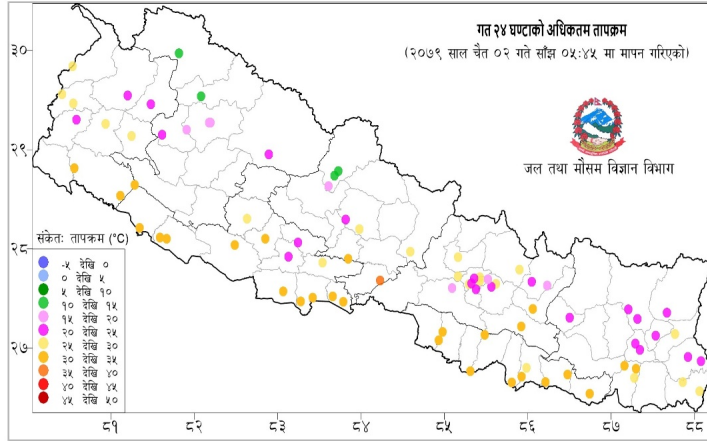 गत २४ घण्टाको अधिकतम तापक्रम
(२०७९ साल चैत ०२ गते साँझ ०५:४५ मा मापन गरिएको)
जल तथा मौसम विज्ञान विभाग
३०
२९
२८
२७
संकेतः तापक्रम (°C)
-५ देखि ०
० देखि ५
५ देखि १०
१० देखि १५
१५ देखि २०
२० देखि २५
२५ देखि ३०
३० देखि ३५
३५ देखि ४०
४० देखि ४५
४५ देखि ५०
८१ ८२ ८३ ८४ ८५ ८६ ८७ ८८